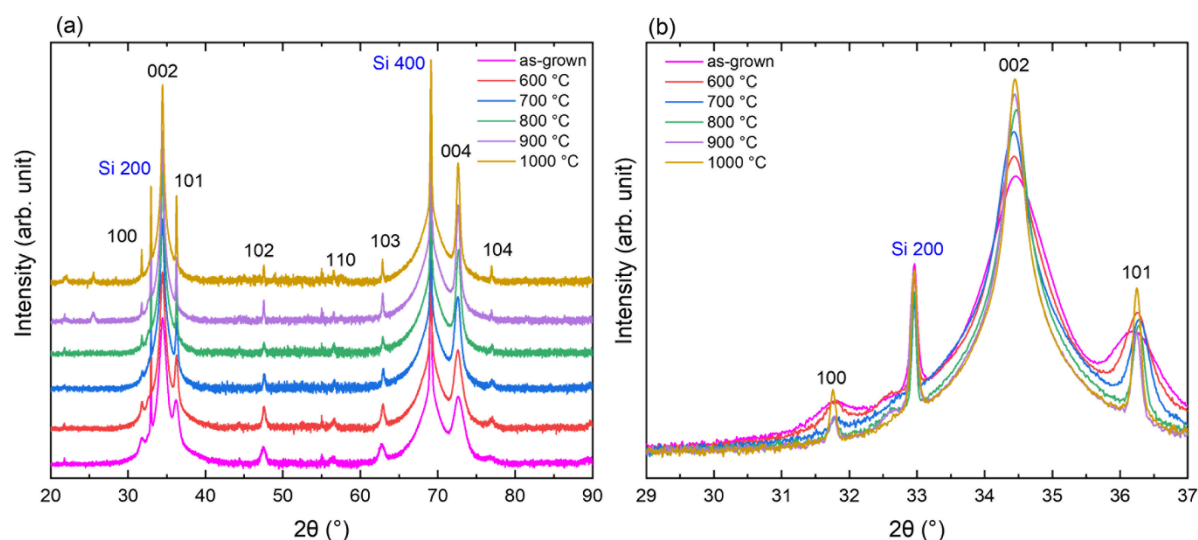 (a)
Intensity (arb. unit)
100
Si 200
002
101
102
110
103
Si 400
004
104
as-grown
600 °C
700 °C
800 °C
900 °C
1000 °C
20 30 40 50 60 70 80 90
2θ (°)
(b)
Intensity (arb. unit)
as-grown
600 °C
700 °C
800 °C
900 °C
1000 °C
100
Si 200
002
101
29 30 31 32 33 34 35 36 37
2θ (°)